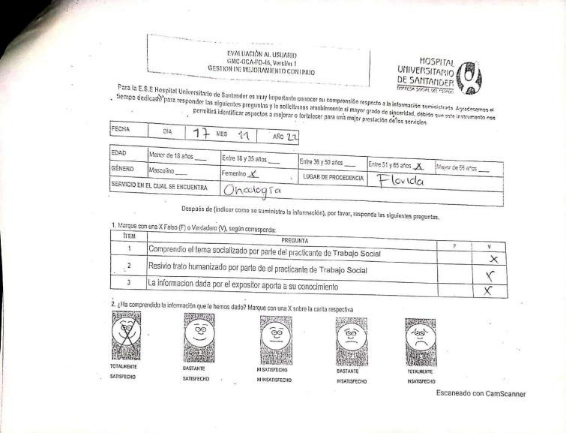 EVALUACIÓN AL USUARIO
GMC-GCA-FO-15, Versión 1
GESTION DE MEJORAMIENTO CONTINUO
HOSPITAL
UNIVERSITARIO
DE SANTANDER
EMPRESA SOCIAL DEL ESTADO
Para la E.S.E Hospital Universitario de Santander es muy importante conocer su comprensión respecto a la información suministrada. Agradecemos el
tiempo dedicado para responder las siguientes preguntas y le solicitamos amablemente el mayor grado de sinceridad, debido que este instrumento nos
permitirá identificar aspectos a mejorar o fortalecer para una mejor prestación de los servicios.
FECHA DIA 17 MES 11 AÑO 22
EDAD Menor de 18 años ___ Entre 18 y 35 años ___ Entre 36 y 50 años ___ Entre 51 y 65 años X Mayor de 65 años
GÉNERO Masculino ___ Femenino X LUGAR DE PROCEDENCIA Florida
SERVICIO EN EL CUAL SE ENCUENTRA Oncología
Después de (indicar como se suministra la información), por favor, responda las siguientes preguntas.
1. Marque con una X Falso (F) o Verdadero (V), según corresponda:
ÍTEM PREGUNTA F V
1 Comprendio el tema socializado por parte del practicante de Trabajo Social X
2 Resivio trato humanizado por parte de el practicante de Trabajo Social X
3 La informacion dada por el expositor aporta a su conocimiento X
2. ¿Ha comprendido la información que le hemos dado? Marque con una X sobre la carita respectiva
TOTALMENTE BASTANTE NI SATISFECHO BASTANTE TOTALMENTE
SATISFECHO SATISFECHO NI INSATISFECHO INSATISFECHO INSATISFECHO
Escaneado con CamScanner